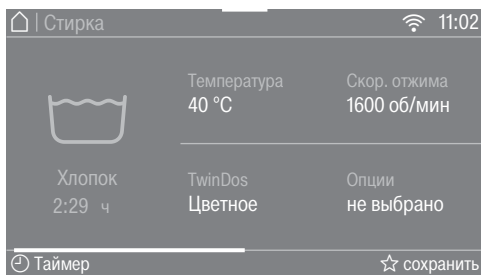 | Стирка 11:02
Температура Скор. отжима
40 °C 1600 об/мин
Хлопок TwinDos Опции
2:29 ч Цветное не выбрано
Таймер сохранить